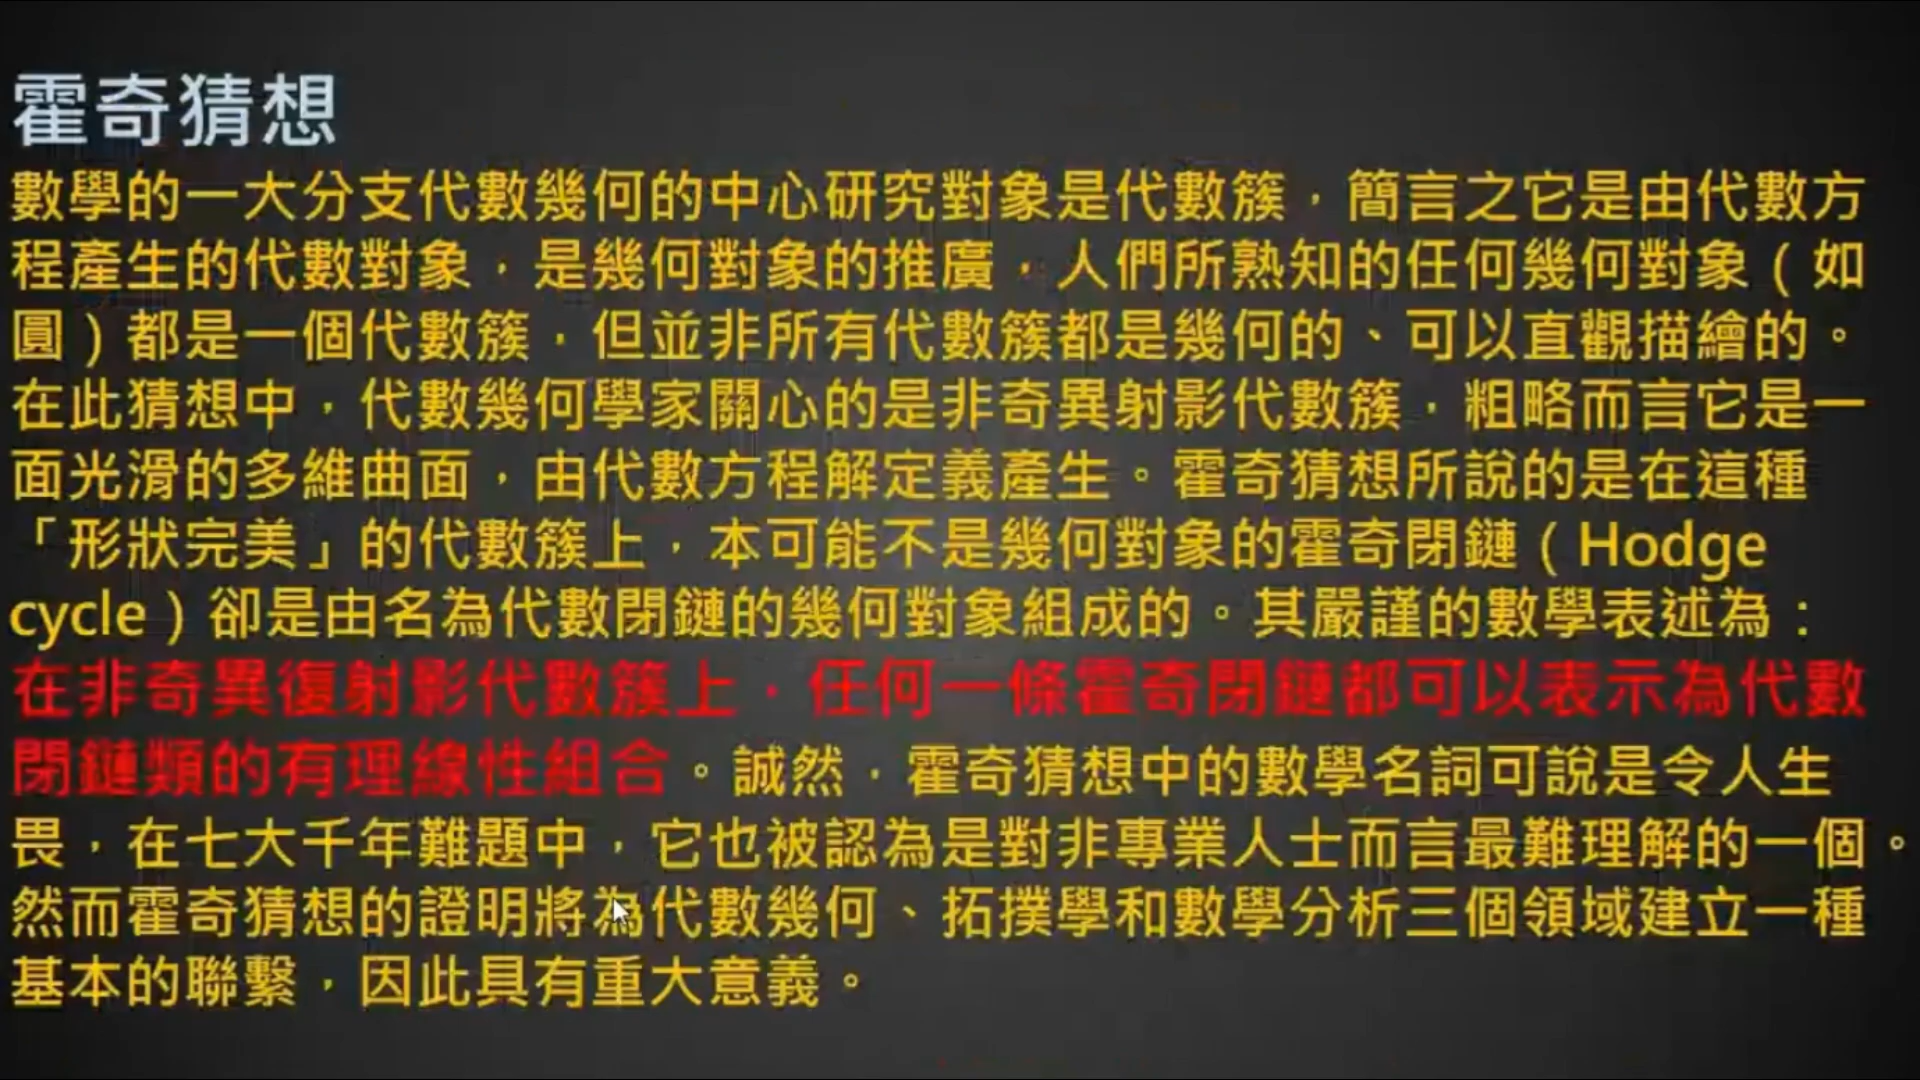 霍奇猜想
數學的一大分支代數幾何的中心研究對象是代數簇，簡言之它是由代數方
程產生的代數對象，是幾何對象的推廣，人們所熟知的任何幾何對象（如
圓）都是一個代數簇，但並非所有代數簇都是幾何的、可以直觀描繪的。
在此猜想中，代數幾何學家關心的是非奇異射影代數簇，粗略而言它是一
面光滑的多維曲面，由代數方程解定義產生。霍奇猜想所說的是在這種
「形狀完美」的代數簇上，本可能不是幾何對象的霍奇閉鏈（Hodge
cycle）卻是由名為代數閉鏈的幾何對象組成的。其嚴謹的數學表述為：
在非奇異復射影代數簇上，任何一條霍奇閉鏈都可以表示為代數
閉鏈類的有理線性組合。誠然，霍奇猜想中的數學名詞可說是令人生
畏，在七大千年難題中，它也被認為是對非專業人士而言最難理解的一個。
然而霍奇猜想的證明將為代數幾何、拓撲學和數學分析三個領域建立一種
基本的聯繫，因此具有重大意義。